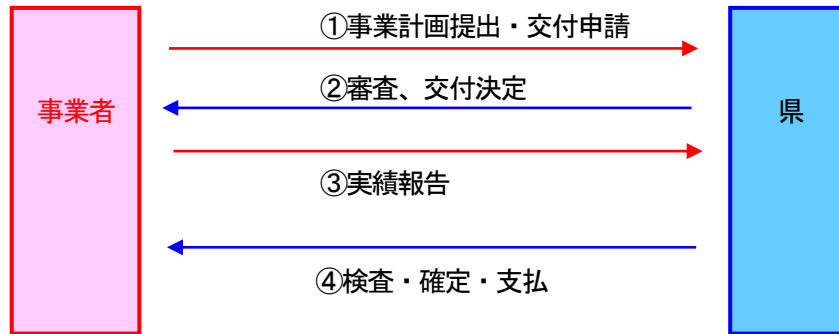 ①事業計画提出・交付申請
②審査、交付決定
事業者
県
③実績報告
④検査・確定・支払